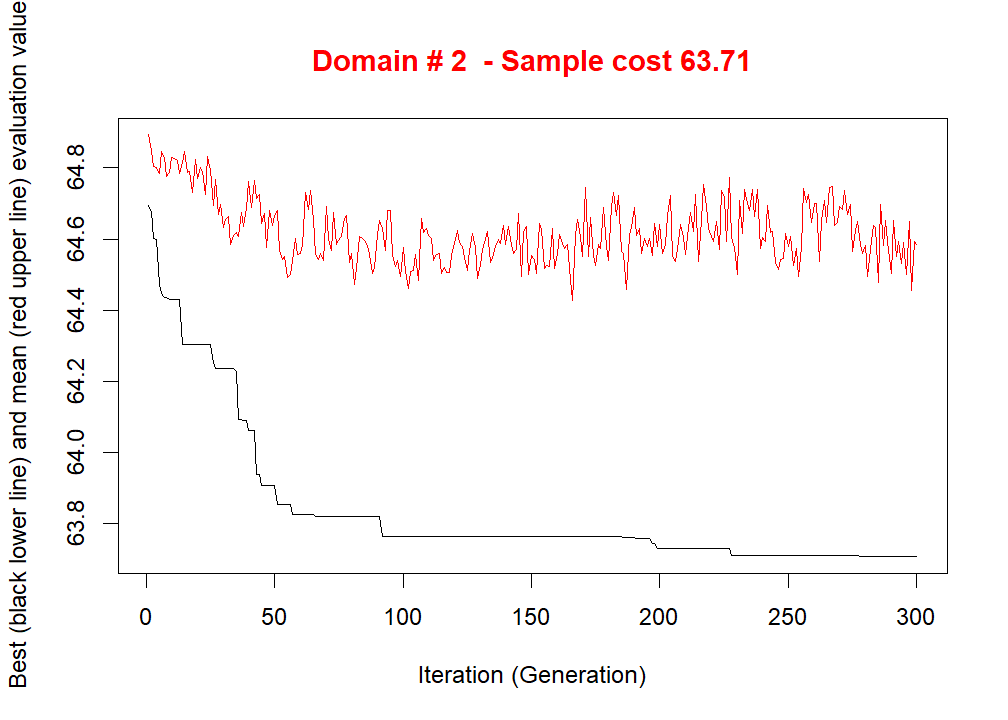 Domain # 2  - Sample cost 63.71
Best (black lower line) and mean (red upper line) evaluation value
64.8
64.6
64.4
64.2
64.0
63.8
0 50 100 150 200 250 300
Iteration (Generation)